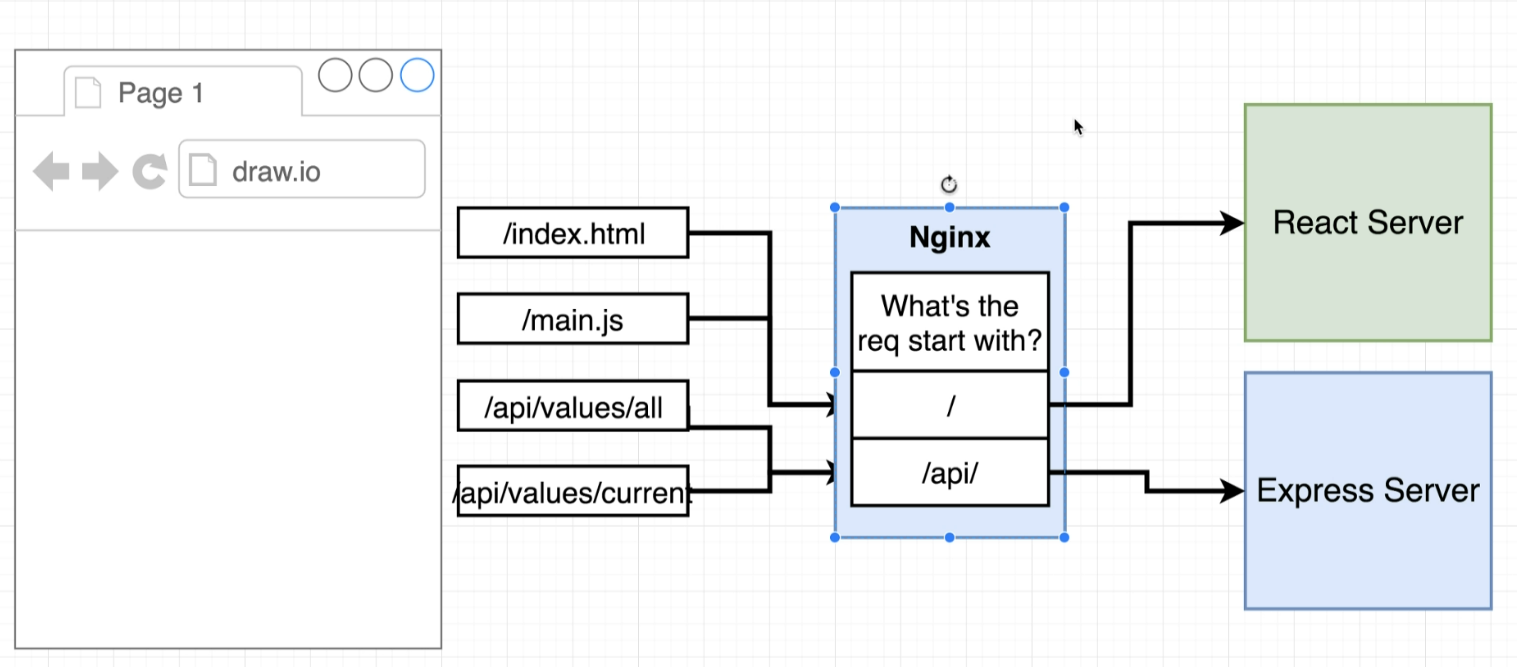 Page 1
draw.io
/index.html
/main.js
/api/values/all
/api/values/current
Nginx
What's the
req start with?
/
/api/
React Server
Express Server